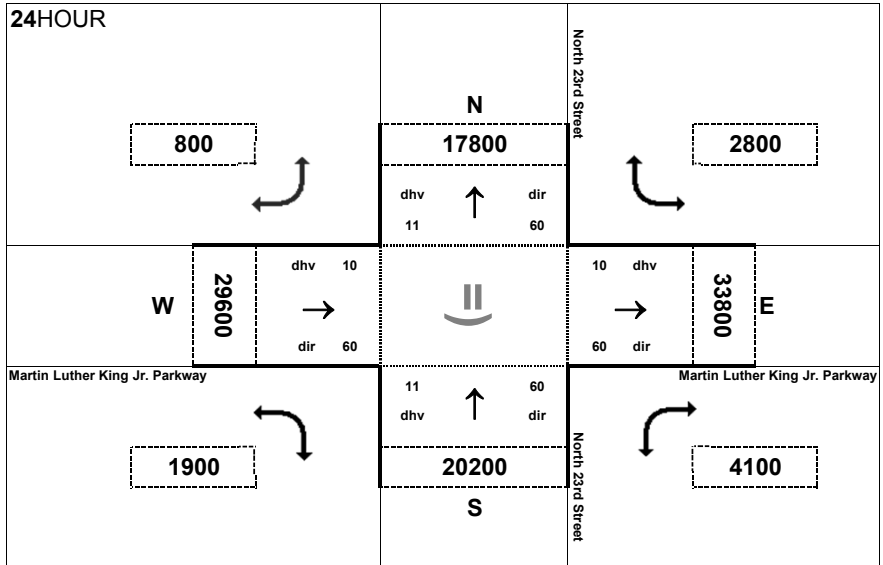 24HOUR
North 23rd Street
N
800
17800
2800
dhv dir
11 60
dhv 10
10 dhv
W
29600
33800
E
dir 60
60 dir
Martin Luther King Jr. Parkway
Martin Luther King Jr. Parkway
11 60
dhv dir
1900
20200
4100
North 23rd Street
S